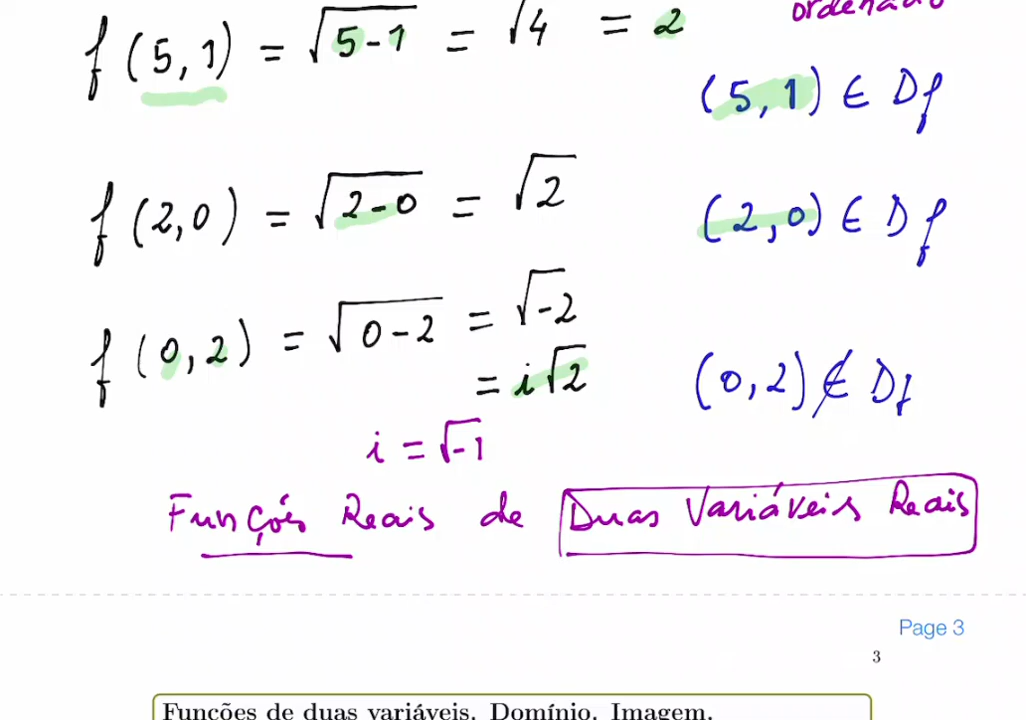 f(5,1) = √(5-1) = √4 = 2
ordenado
(5,1) ∈ Df
f(2,0) = √(2-0) = √2
(2,0) ∈ Df
f(0,2) = √(0-2) = √-2
= i√2
(0,2) ∉ Df
i = √-1
Funções Reais de Duas Variáveis Reais
Page 3
3
Funções de duas variáveis. Domínio. Imagem.